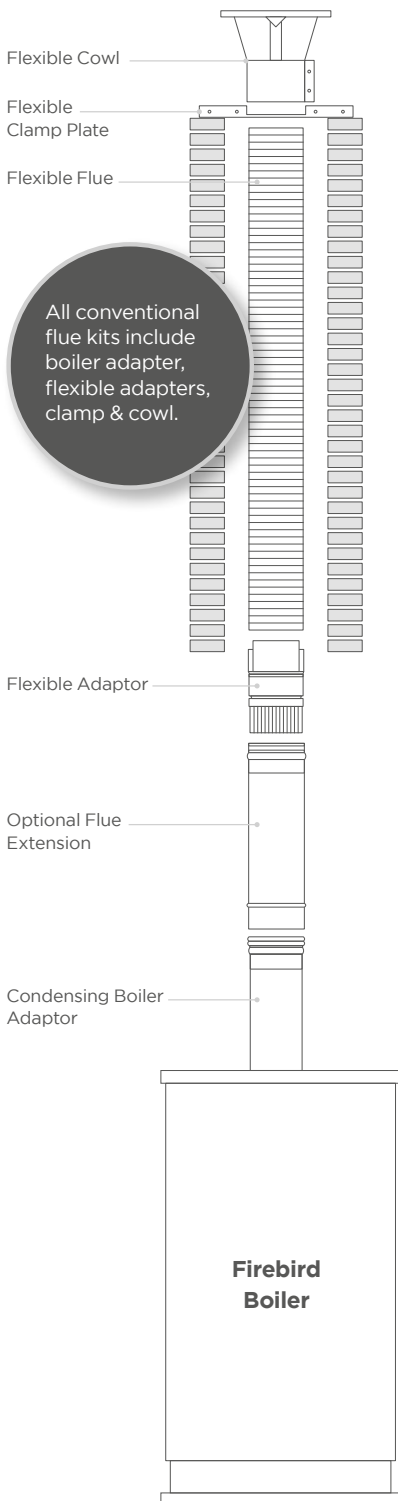 Flexible Cowl
Flexible
Clamp Plate
Flexible Flue
All conventional
flue kits include
boiler adapter,
flexible adapters,
clamp & cowl.
Flexible Adaptor
Optional Flue
Extension
Condensing Boiler
Adaptor
Firebird
Boiler